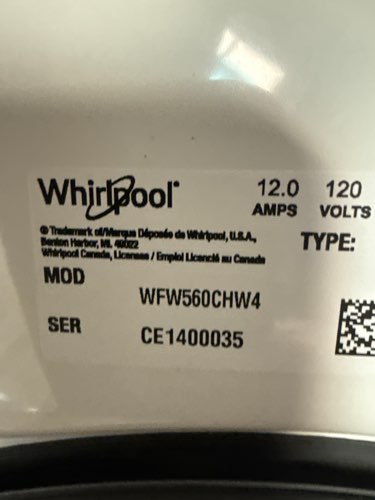 Whirlpool®
12.0 120
AMPS VOLTS
® Trademark of/Marque Déposée de Whirlpool, U.S.A.,
Benton Harbor, MI. 49022
Whirlpool Canada, Licensee / Emploi Licencié au Canada
TYPE:
MOD
WFW560CHW4
SER
CE1400035